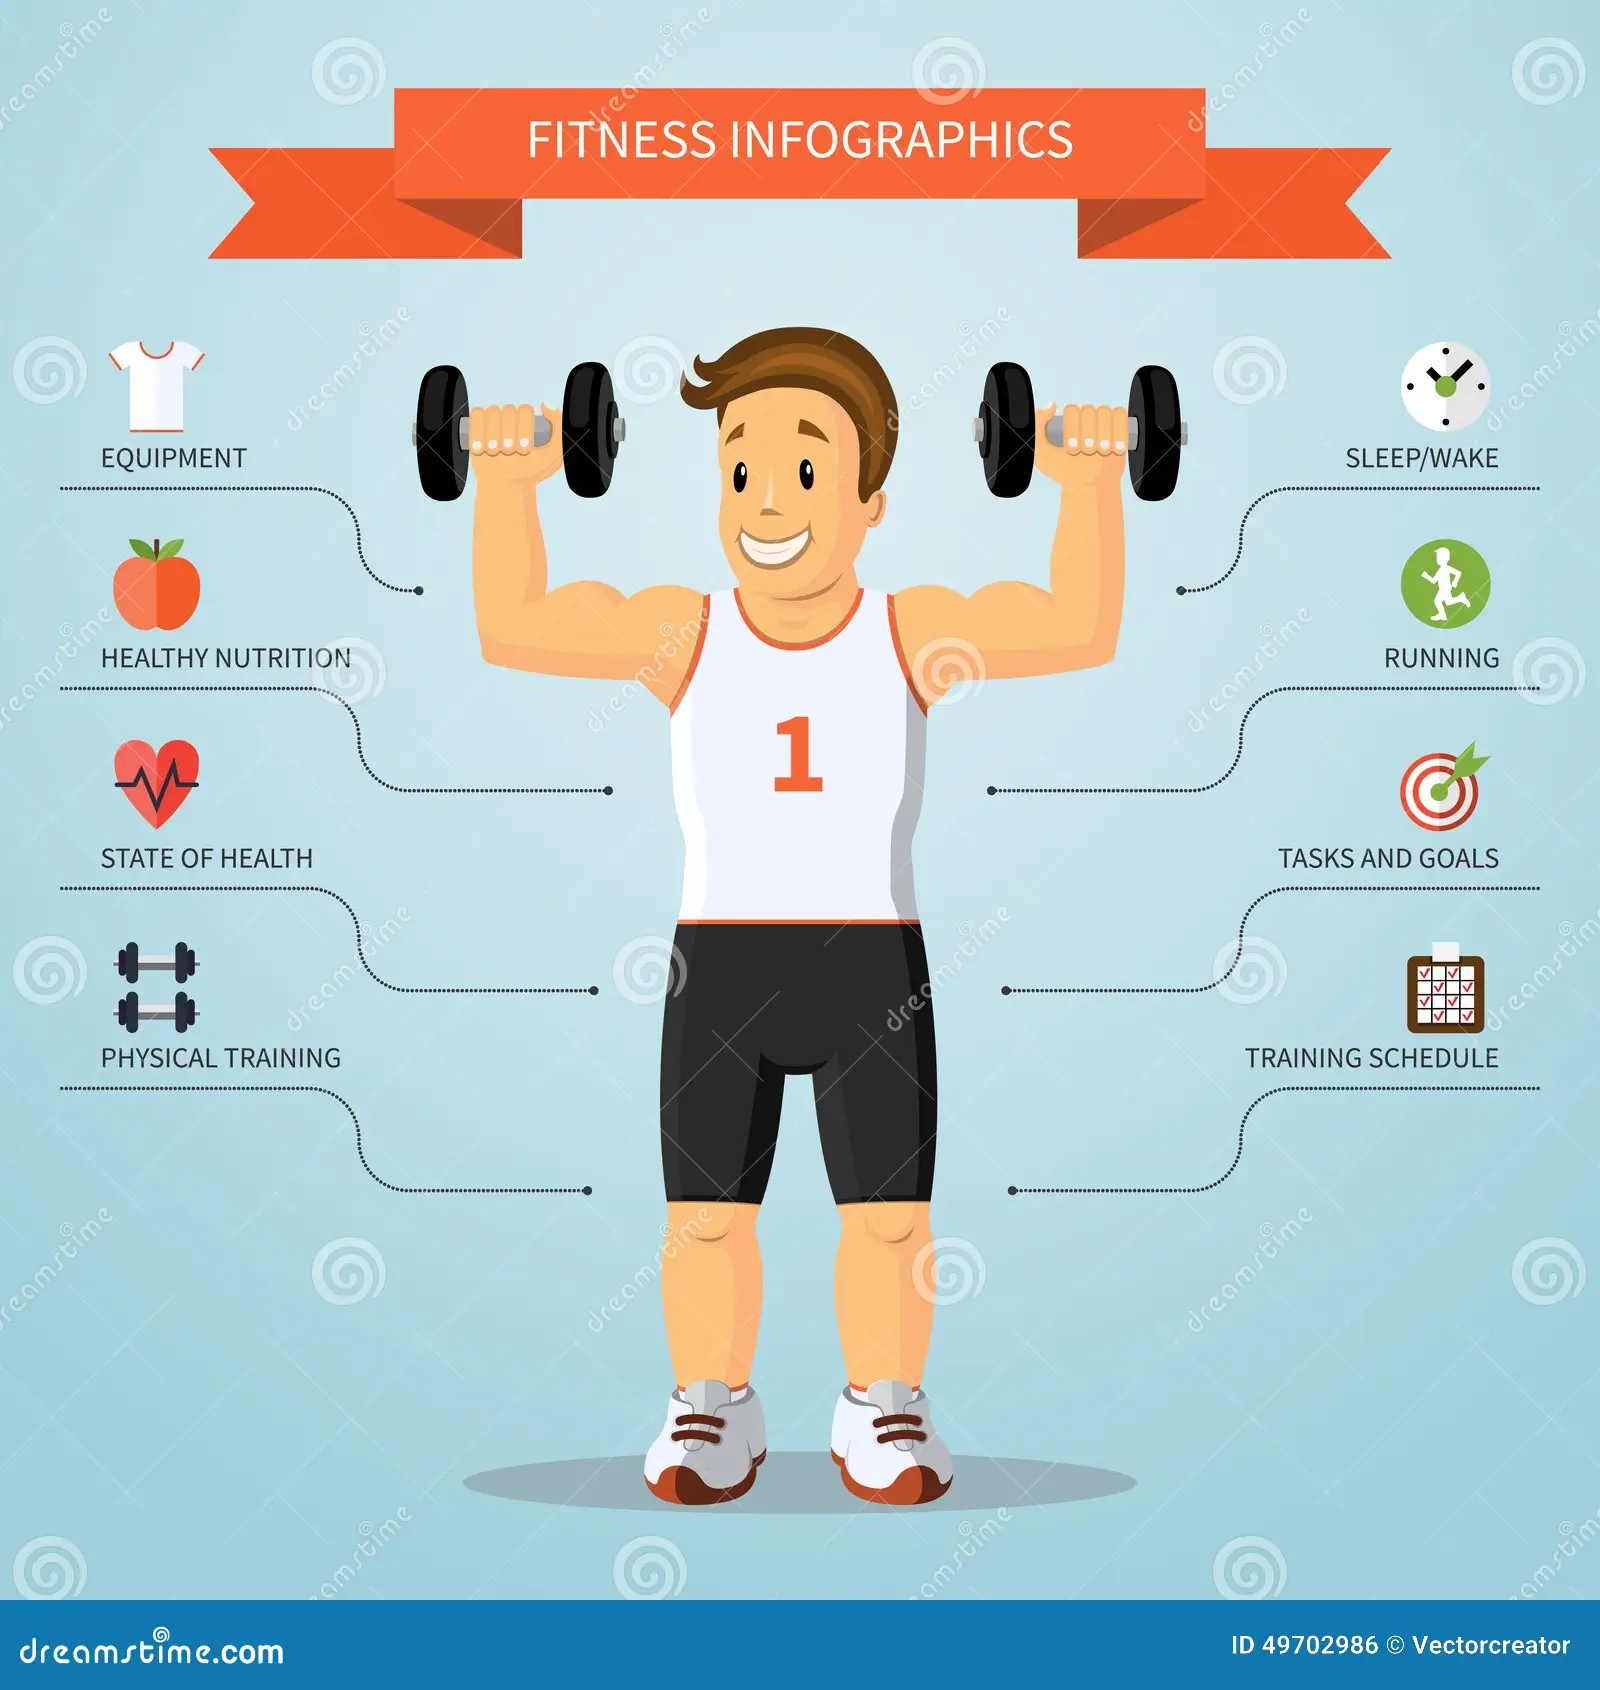 FITNESS INFOGRAPHICS
EQUIPMENT
HEALTHY NUTRITION
STATE OF HEALTH
PHYSICAL TRAINING
1
SLEEP/WAKE
RUNNING
TASKS AND GOALS
TRAINING SCHEDULE
dreamstime.com
ID 49702986 © Vectorcreator